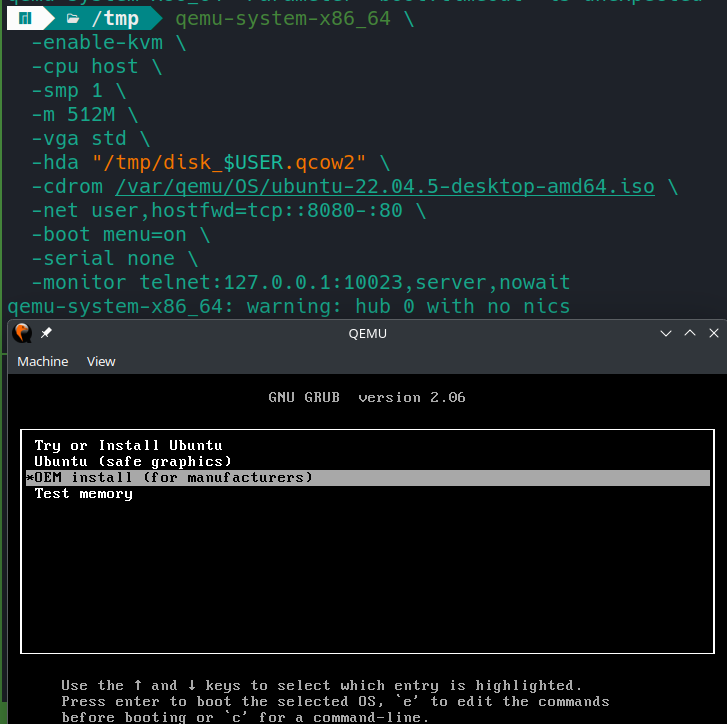 /tmp qemu-system-x86_64 \
-enable-kvm \
-cpu host \
-smp 1 \
-m 512M \
-vga std \
-hda "/tmp/disk_$USER.qcow2" \
-cdrom /var/qemu/OS/ubuntu-22.04.5-desktop-amd64.iso \
-net user,hostfwd=tcp::8080-:80 \
-boot menu=on \
-serial none \
-monitor telnet:127.0.0.1:10023,server,nowait
qemu-system-x86_64: warning: hub 0 with no nics
QEMU
Machine View
GNU GRUB version 2.06
Try or Install Ubuntu
Ubuntu (safe graphics)
*OEM install (for manufacturers)
Test memory
Use the ↑ and ↓ keys to select which entry is highlighted.
Press enter to boot the selected OS, `e' to edit the commands
before booting or `c' for a command-line.